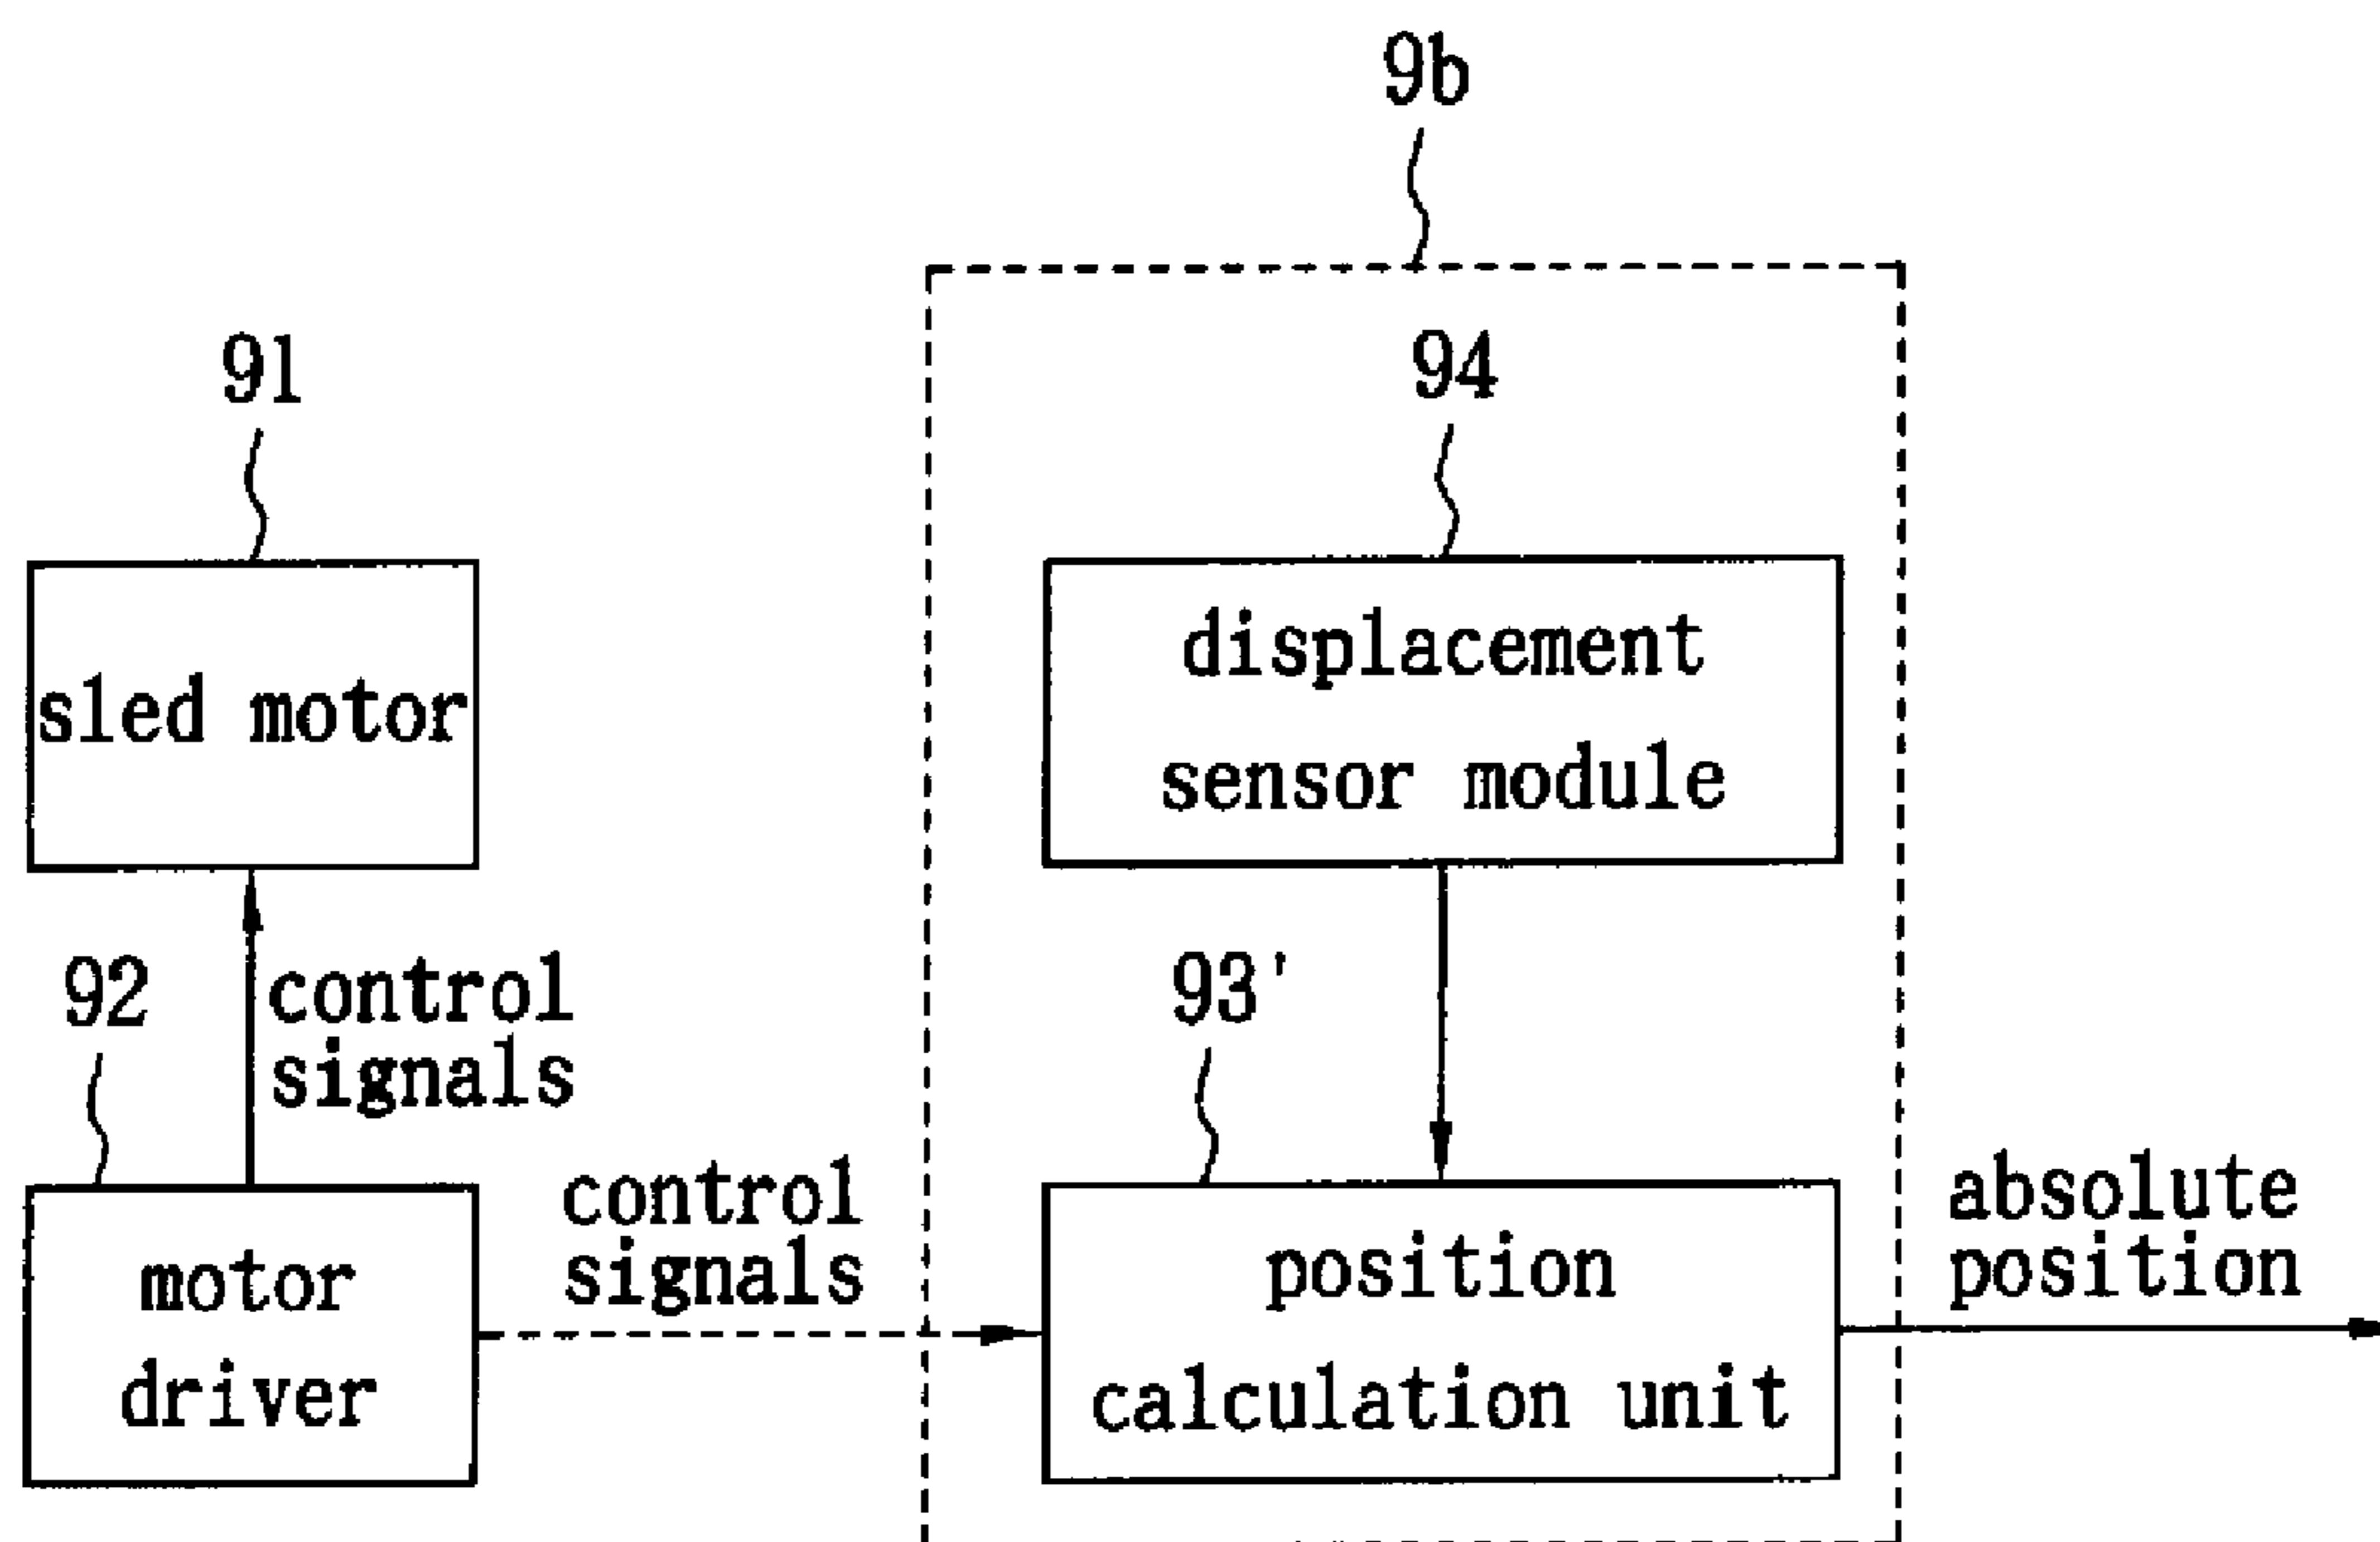 9b
91
94
sled motor
displacement
sensor module
92
control
signals
93'
control
signals
motor
driver
position
calculation unit
absolute
position